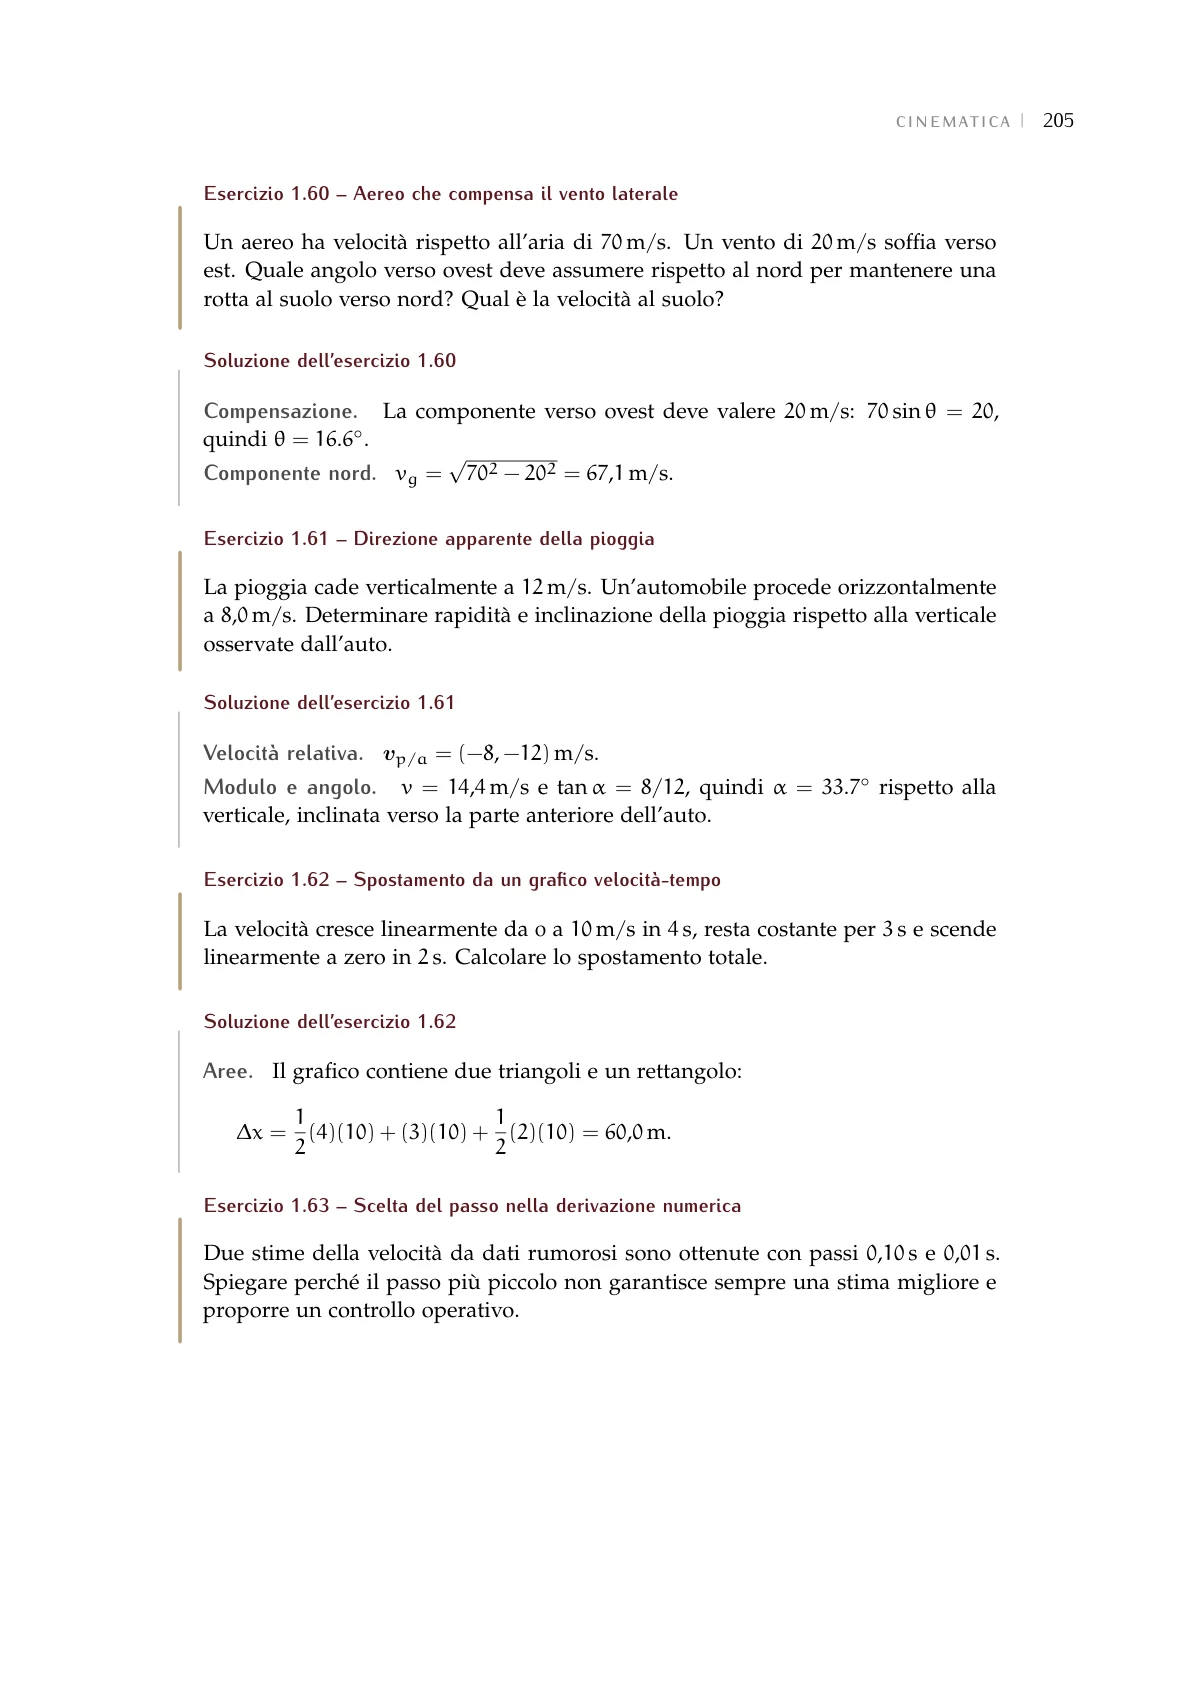 CINEMATICA | 205
Esercizio 1.60 – Aereo che compensa il vento laterale
Un aereo ha velocità rispetto all'aria di 70 m/s. Un vento di 20 m/s soffia verso
est. Quale angolo verso ovest deve assumere rispetto al nord per mantenere una
rotta al suolo verso nord? Qual è la velocità al suolo?
Soluzione dell'esercizio 1.60
Compensazione. La componente verso ovest deve valere 20 m/s: 70 sin θ = 20,
quindi θ = 16.6°.
Componente nord. v_g = √(70² − 20²) = 67,1 m/s.
Esercizio 1.61 – Direzione apparente della pioggia
La pioggia cade verticalmente a 12 m/s. Un'automobile procede orizzontalmente
a 8,0 m/s. Determinare rapidità e inclinazione della pioggia rispetto alla verticale
osservate dall'auto.
Soluzione dell'esercizio 1.61
Velocità relativa. v_p/a = (−8, −12) m/s.
Modulo e angolo. v = 14,4 m/s e tan α = 8/12, quindi α = 33.7° rispetto alla
verticale, inclinata verso la parte anteriore dell'auto.
Esercizio 1.62 – Spostamento da un grafico velocità-tempo
La velocità cresce linearmente da 0 a 10 m/s in 4 s, resta costante per 3 s e scende
linearmente a zero in 2 s. Calcolare lo spostamento totale.
Soluzione dell'esercizio 1.62
Aree. Il grafico contiene due triangoli e un rettangolo:
Δx = 1/2 (4)(10) + (3)(10) + 1/2 (2)(10) = 60,0 m.
Esercizio 1.63 – Scelta del passo nella derivazione numerica
Due stime della velocità da dati rumorosi sono ottenute con passi 0,10 s e 0,01 s.
Spiegare perché il passo più piccolo non garantisce sempre una stima migliore e
proporre un controllo operativo.